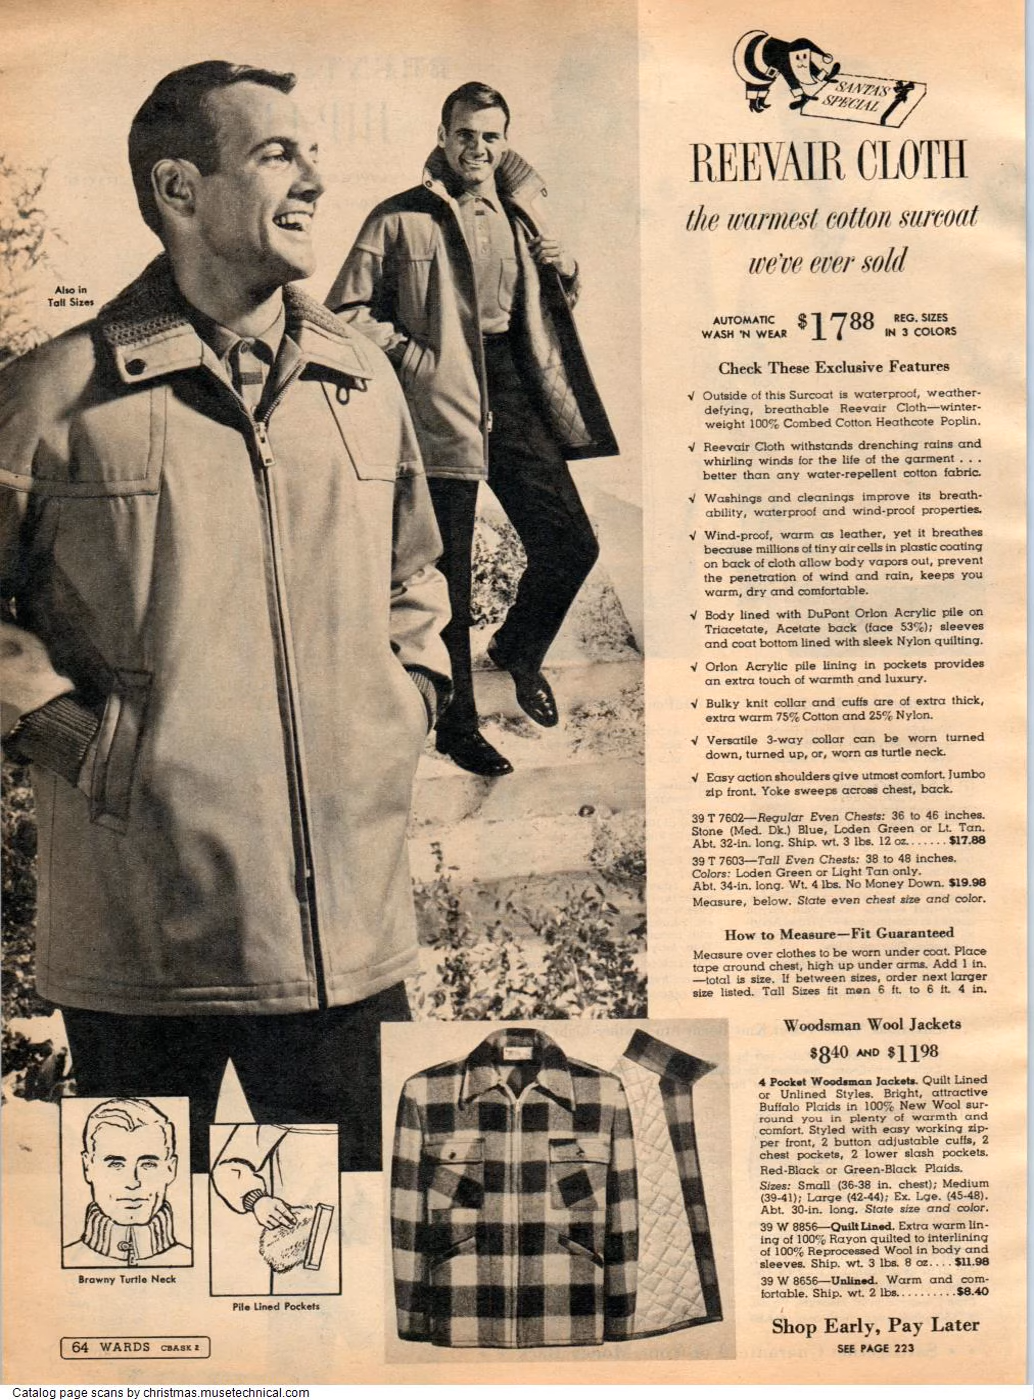 SANTA'S
SPECIAL
REEVAIR CLOTH
the warmest cotton surcoat
we've ever sold
Also in
Tall Sizes
AUTOMATIC
WASH 'N WEAR
$17.88
REG. SIZES
IN 3 COLORS
Check These Exclusive Features
√ Outside of this Surcoat is waterproof, weather-
defying, breathable Reevair Cloth—winter-
weight 100% Combed Cotton Heathcote Poplin.
√ Reevair Cloth withstands drenching rains and
whirling winds for the life of the garment . . .
better than any water-repellent cotton fabric.
√ Washings and cleanings improve its breath-
ability, waterproof and wind-proof properties.
√ Wind-proof, warm as leather, yet it breathes
because millions of tiny air cells in plastic coating
on back of cloth allow body vapors out, prevent
the penetration of wind and rain, keeps you
warm, dry and comfortable.
√ Body lined with DuPont Orlon Acrylic pile on
Triacetate, Acetate back (face 53%); sleeves
and coat bottom lined with sleek Nylon quilting.
√ Orlon Acrylic pile lining in pockets provides
an extra touch of warmth and luxury.
√ Bulky knit collar and cuffs are of extra thick,
extra warm 75% Cotton and 25% Nylon.
√ Versatile 3-way collar can be worn turned
down, turned up, or, worn as turtle neck.
√ Easy action shoulders give utmost comfort. Jumbo
zip front. Yoke sweeps across chest, back.
39 T 7602—Regular Even Chests: 36 to 46 inches.
Stone (Med. Dk.) Blue, Loden Green or Lt. Tan.
Abt. 32-in. long. Ship. wt. 3 lbs. 12 oz.......$17.88
39 T 7603—Tall Even Chests: 38 to 48 inches.
Colors: Loden Green or Light Tan only.
Abt. 34-in. long. Wt. 4 lbs. No Money Down. $19.98
Measure, below. State even chest size and color.
How to Measure—Fit Guaranteed
Measure over clothes to be worn under coat. Place
tape around chest, high up under arms. Add 1 in.
—total is size. If between sizes, order next larger
size listed. Tall Sizes fit men 6 ft. to 6 ft. 4 in.
Woodsman Wool Jackets
$8.40 AND $11.98
4 Pocket Woodsman Jackets. Quilt Lined
or Unlined Styles. Bright, attractive
Buffalo Plaids in 100% New Wool sur-
round you in plenty of warmth and
comfort. Styled with easy working zip-
per front, 2 button adjustable cuffs, 2
chest pockets, 2 lower slash pockets.
Red-Black or Green-Black Plaids.
Sizes: Small (36-38 in. chest); Medium
(39-41); Large (42-44); Ex. Lge. (45-48).
Abt. 30-in. long. State size and color.
39 W 8856—Quilt Lined. Extra warm lin-
ing of 100% Rayon quilted to interlining
of 100% Reprocessed Wool in body and
sleeves. Ship. wt. 3 lbs. 8 oz....$11.98
39 W 8656—Unlined. Warm and com-
fortable. Ship. wt. 2 lbs..........$8.40
Shop Early, Pay Later
SEE PAGE 223
Brawny Turtle Neck
Pile Lined Pockets
64 WARDS CBASK 2
Catalog page scans by christmas.musetechnical.com